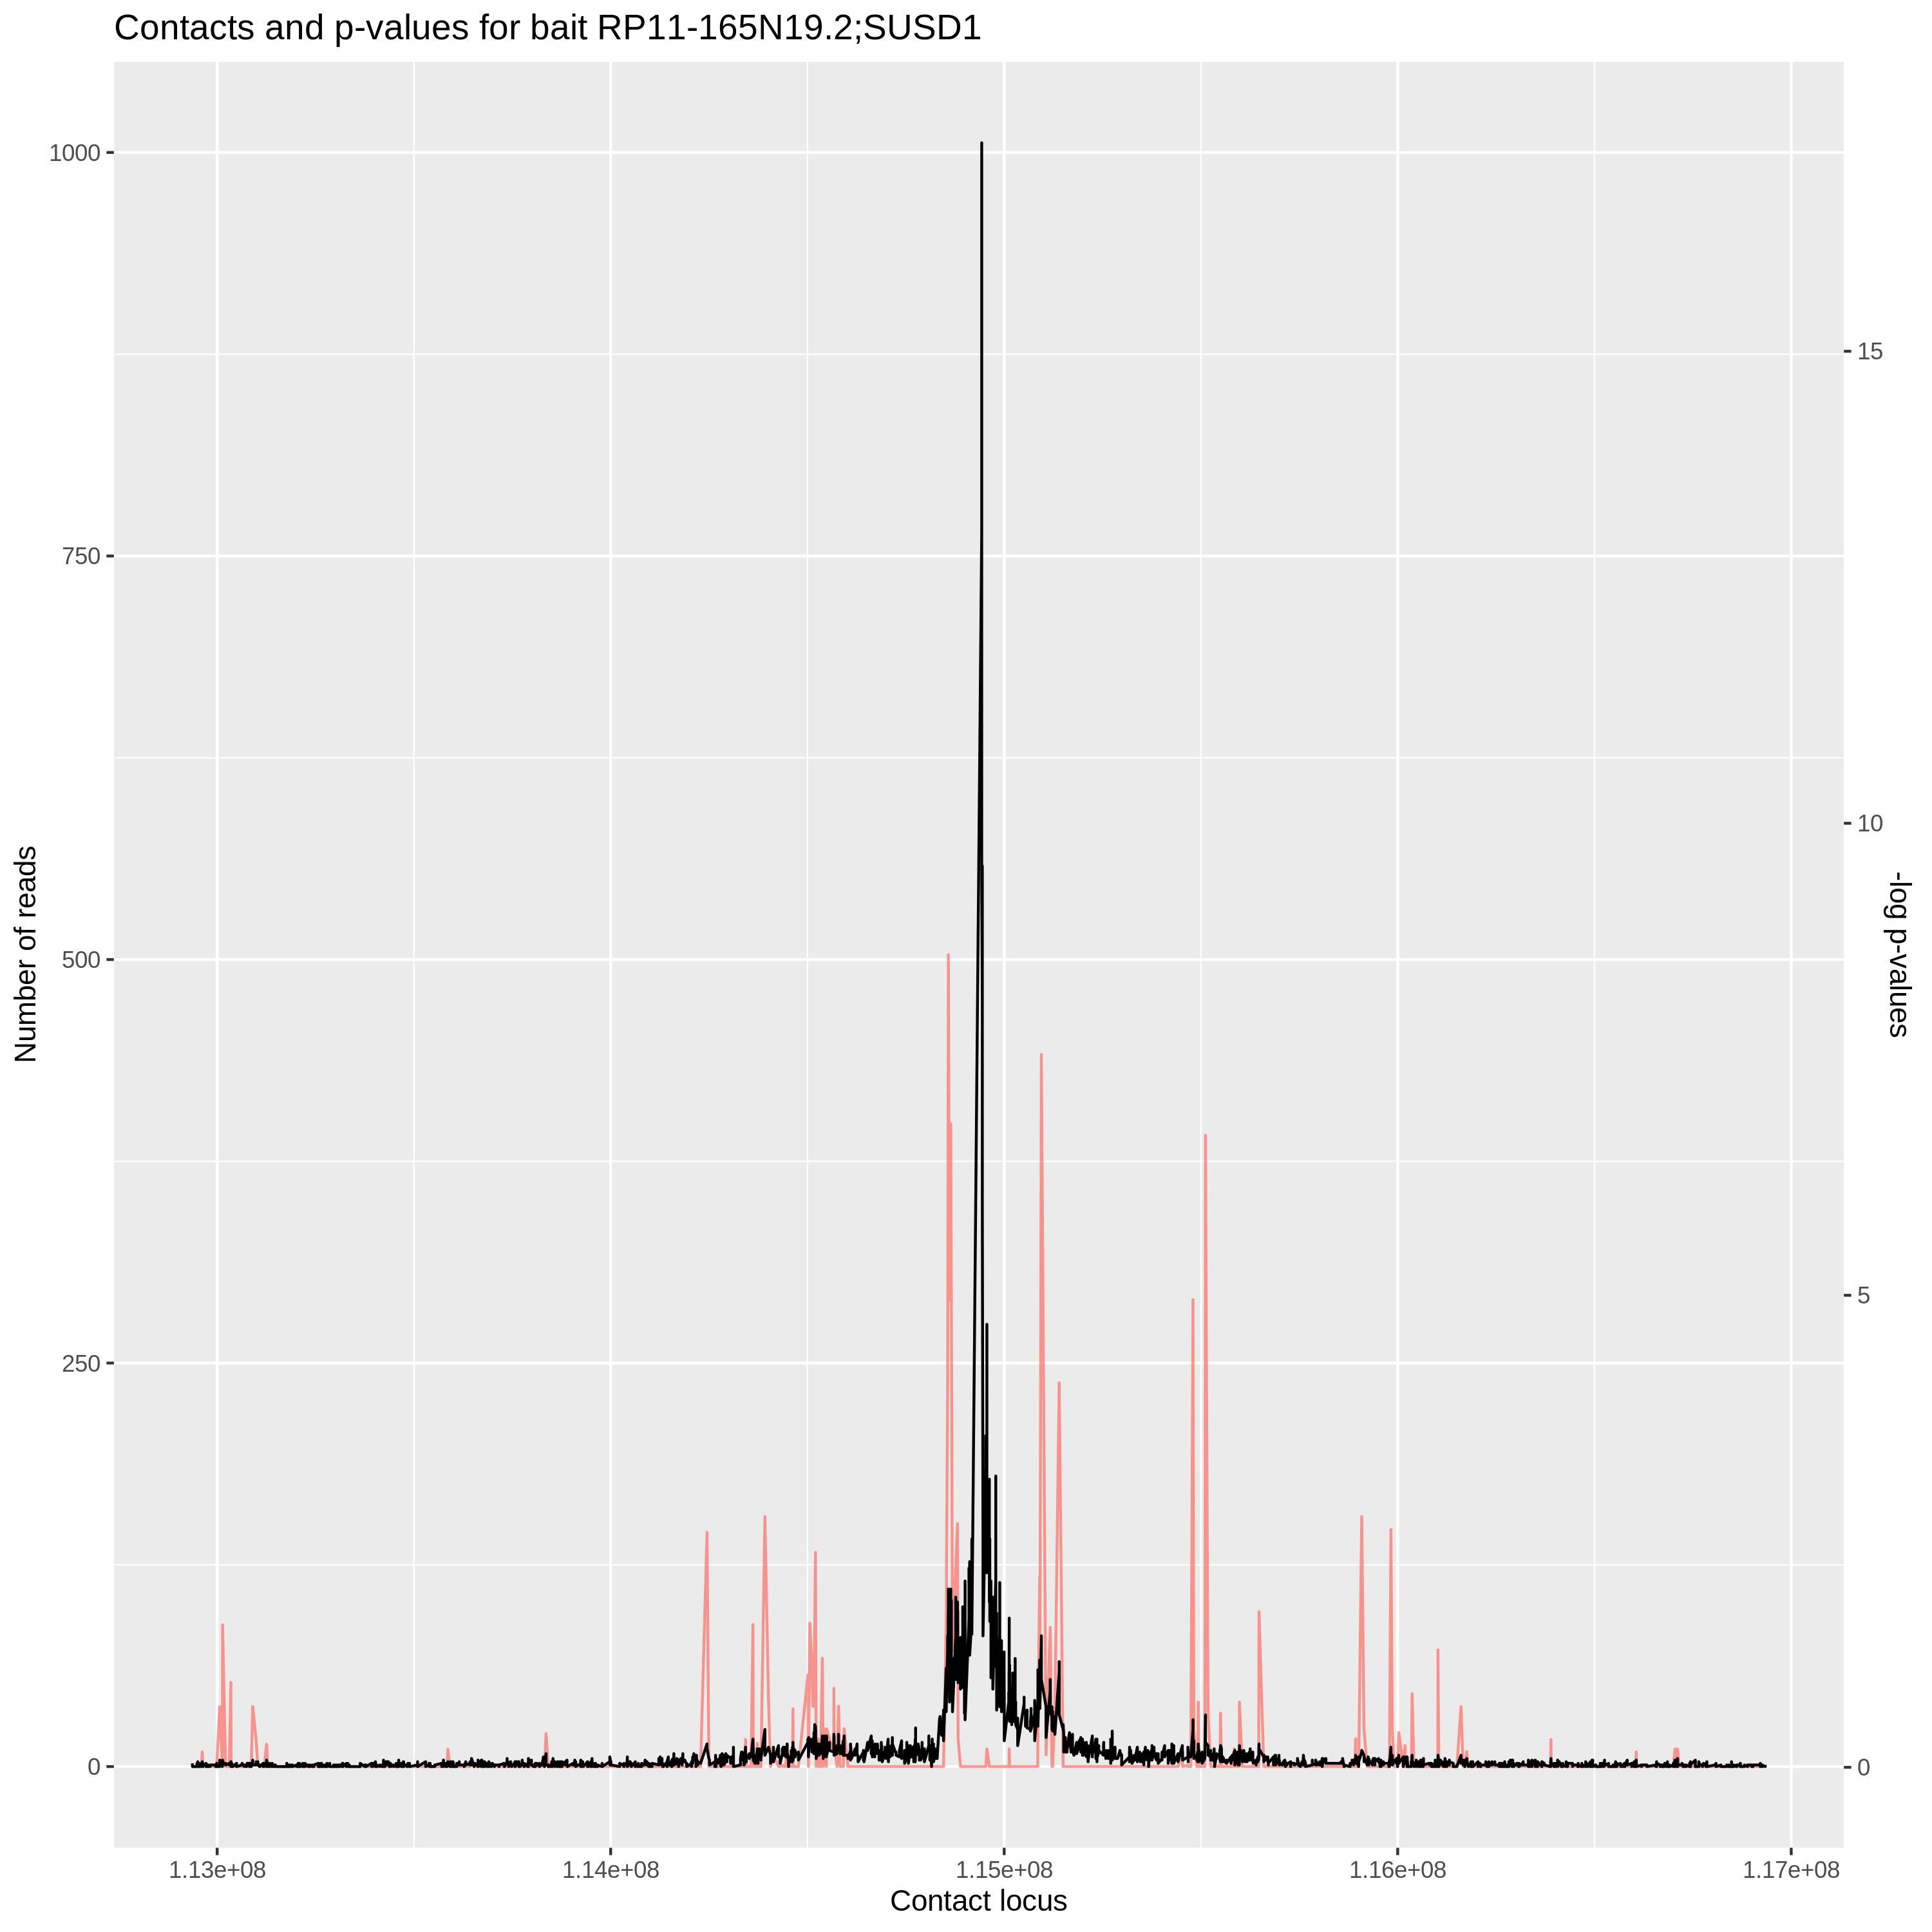 Contacts and p-values for bait RP11-165N19.2;SUSD1
1000
750
500
250
0
Number of reads
15
10
5
0
-log p-values
1.13e+08
1.14e+08
1.15e+08
1.16e+08
1.17e+08
Contact locus